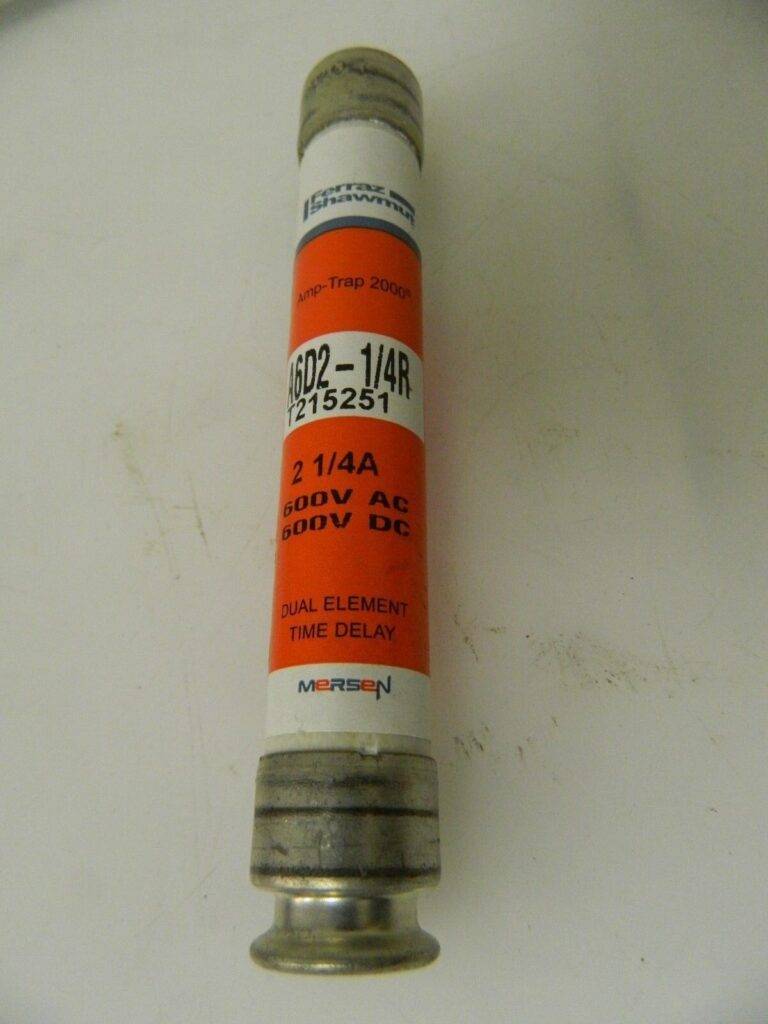 Ferraz
Shawmut
Amp-Trap 2000®
A6D2-1/4R
T215251
2 1/4A
600V AC
600V DC
DUAL ELEMENT
TIME DELAY
MERSEN